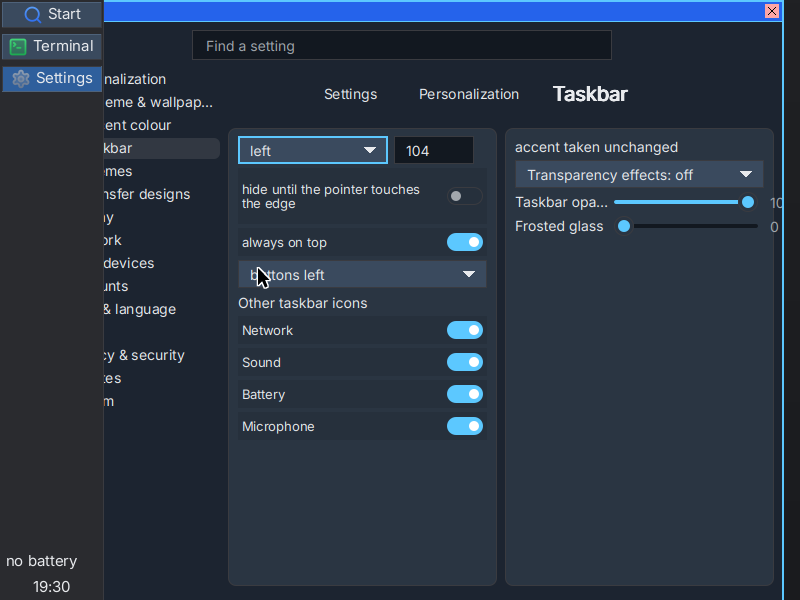 Start
Terminal
Settings
Find a setting
nalization
eme & wallpap...
ent colour
kbar
emes
nsfer designs
ay
ork
devices
unts
& language
cy & security
tes
m
Settings
Personalization
Taskbar
left
104
hide until the pointer touches
the edge
always on top
buttons left
Other taskbar icons
Network
Sound
Battery
Microphone
accent taken unchanged
Transparency effects: off
Taskbar opa...
10
Frosted glass
0
no battery
19:30